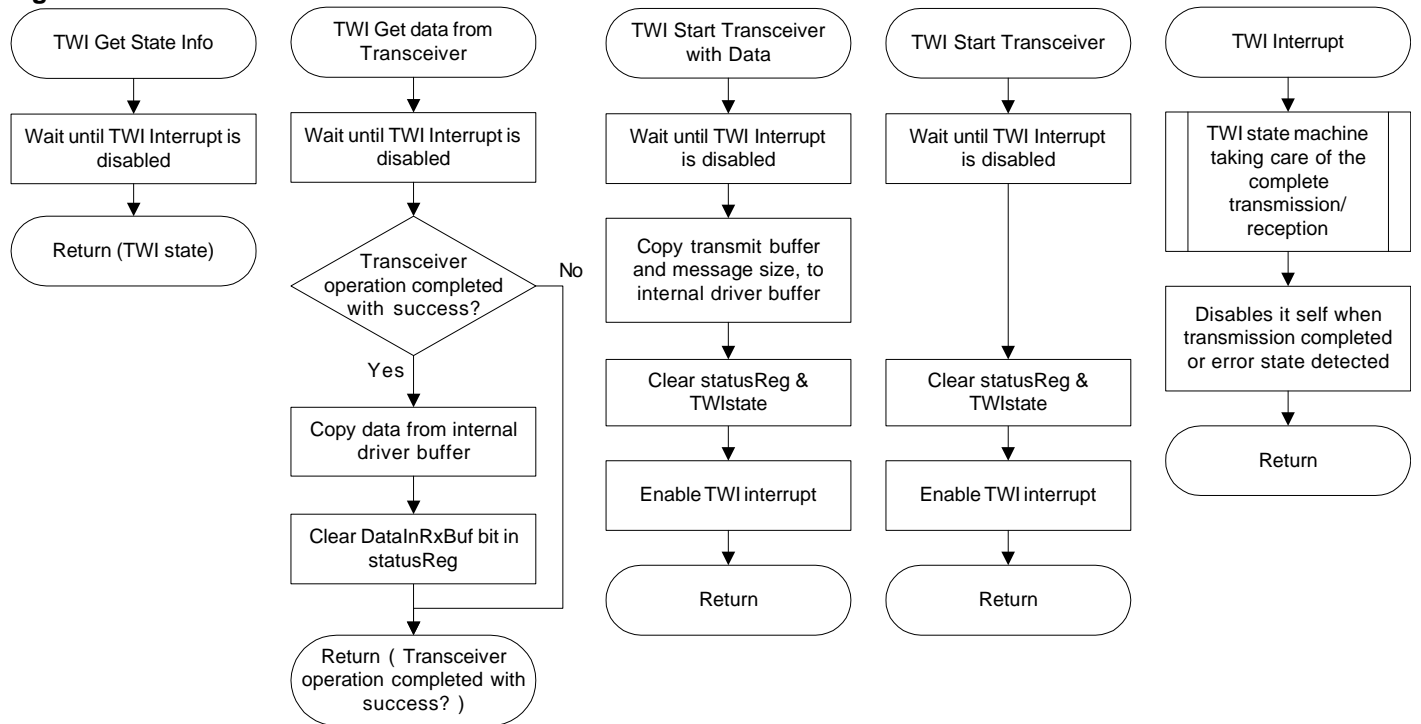 TWI Get State Info
Wait until TWI Interrupt is
disabled
Return (TWI state)
TWI Get data from
Transceiver
Wait until TWI Interrupt is
disabled
Transceiver
operation completed
with success?
No
Yes
Copy data from internal
driver buffer
Clear DataInRxBuf bit in
statusReg
Return ( Transceiver
operation completed with
success? )
TWI Start Transceiver
with Data
Wait until TWI Interrupt
is disabled
Copy transmit buffer
and message size, to
internal driver buffer
Clear statusReg &
TWIstate
Enable TWI interrupt
Return
TWI Start Transceiver
Wait until TWI Interrupt
is disabled
Clear statusReg &
TWIstate
Enable TWI interrupt
Return
TWI Interrupt
TWI state machine
taking care of the
complete
transmission/
reception
Disables it self when
transmission completed
or error state detected
Return